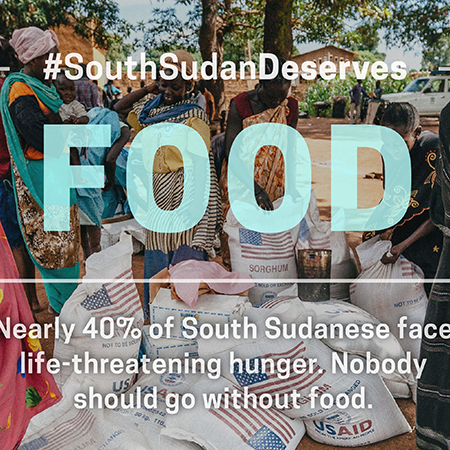 #SouthSudanDeserves
FOOD
SORGHUM
Nearly 40% of South Sudanese face
life-threatening hunger. Nobody
should go without food.
USAID